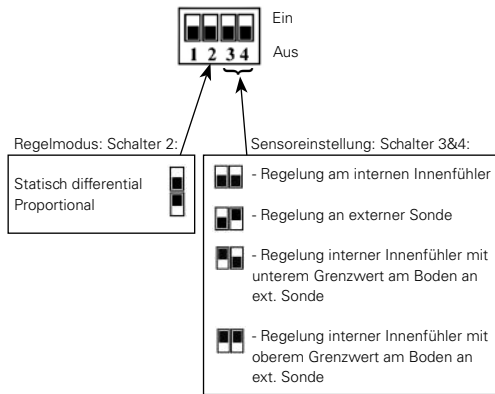 Ein
1 2 3 4
Aus
Regelmodus: Schalter 2:
Statisch differential
Proportional
Sensoreinstellung: Schalter 3&4:
- Regelung am internen Innenfühler
- Regelung an externer Sonde
- Regelung interner Innenfühler mit
unterem Grenzwert am Boden an
ext. Sonde
- Regelung interner Innenfühler mit
oberem Grenzwert am Boden an
ext. Sonde